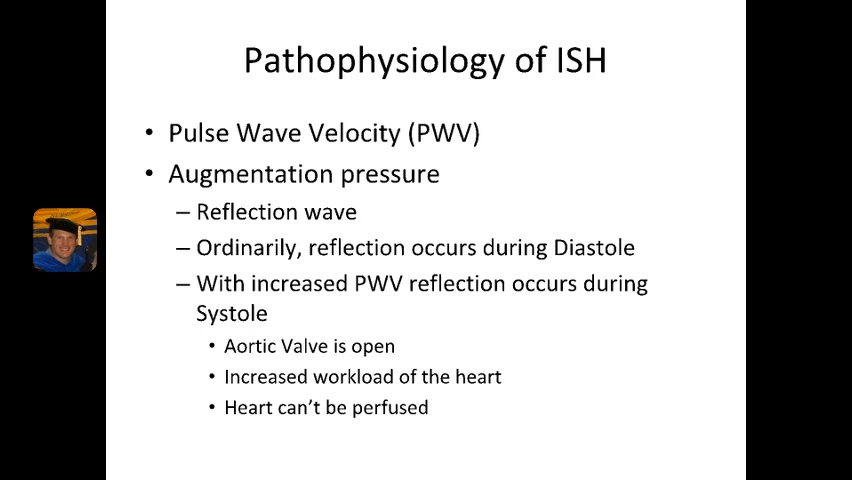 Pathophysiology of ISH
• Pulse Wave Velocity (PWV)
• Augmentation pressure
– Reflection wave
– Ordinarily, reflection occurs during Diastole
– With increased PWV reflection occurs during
Systole
• Aortic Valve is open
• Increased workload of the heart
• Heart can't be perfused